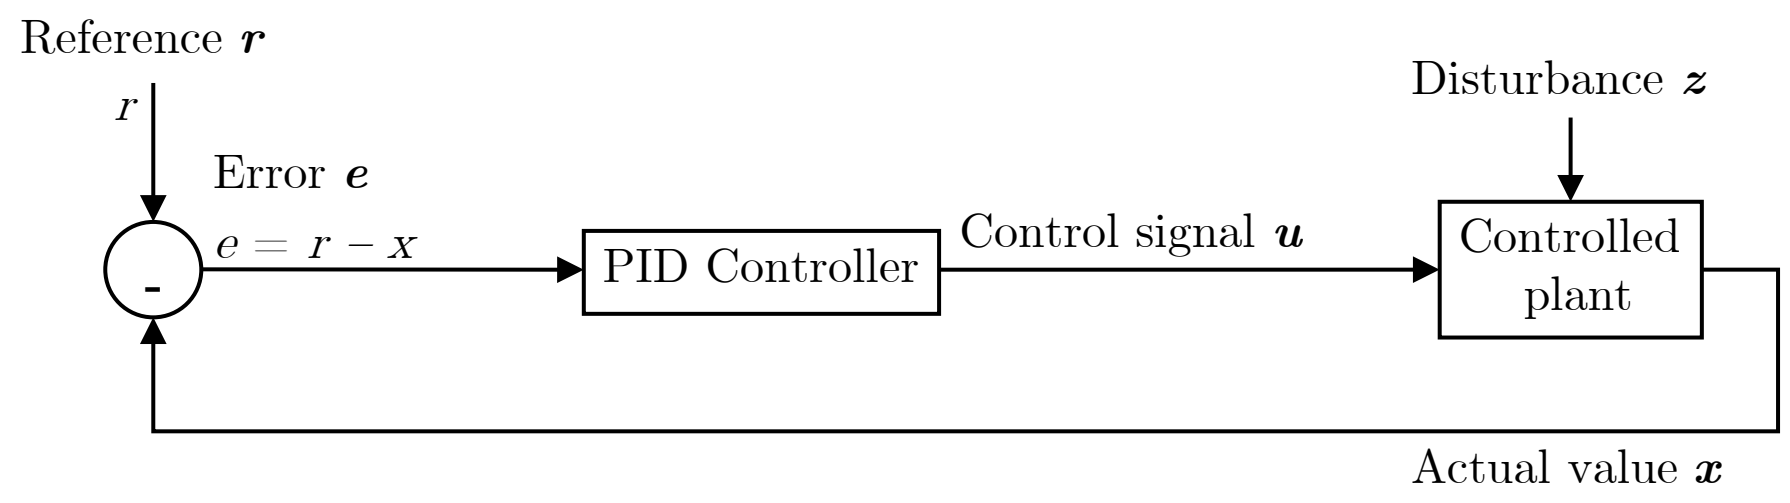 Reference r
r
Disturbance z
Error e
e = r − x
-
PID Controller
Control signal u
Controlled
plant
Actual value x